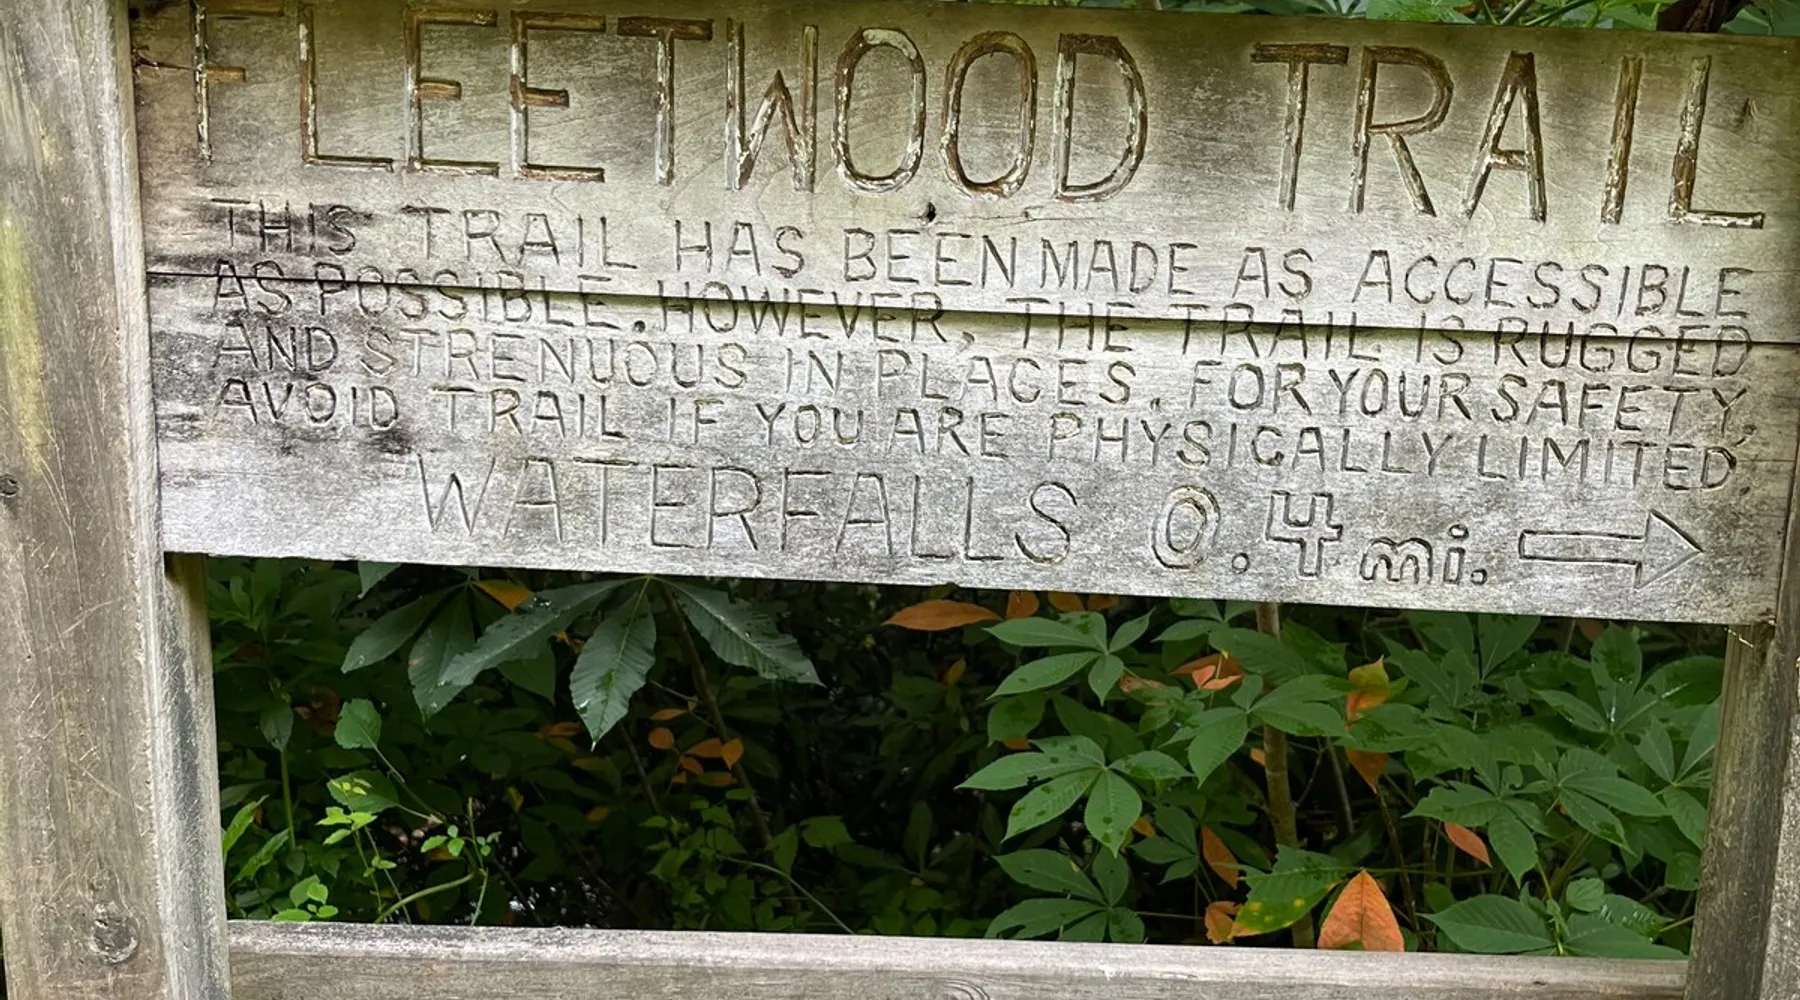 FLEETWOOD TRAIL
THIS TRAIL HAS BEEN MADE AS ACCESSIBLE
AS POSSIBLE. HOWEVER, THE TRAIL IS RUGGED
AND STRENUOUS IN PLACES. FOR YOUR SAFETY,
AVOID TRAIL IF YOU ARE PHYSICALLY LIMITED.
WATERFALLS 0.4 mi. →